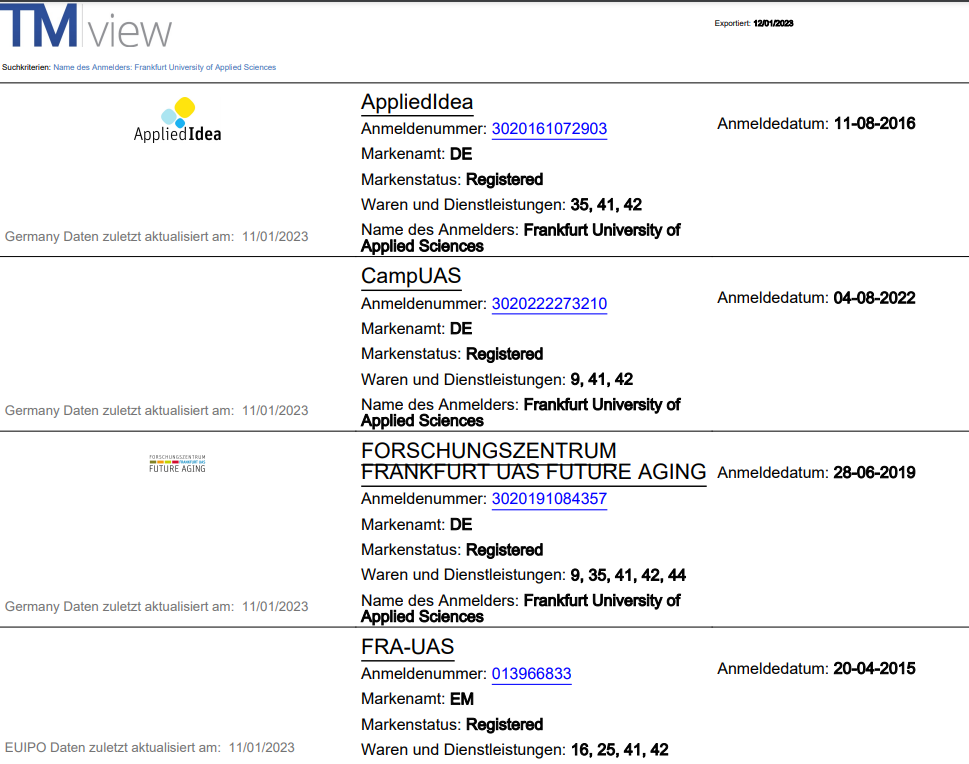 TM view
Exportiert: 12/01/2023
Suchkriterien: Name des Anmelders: Frankfurt University of Applied Sciences
AppliedIdea
AppliedIdea
Anmeldenummer: 3020161072903
Anmeldedatum: 11-08-2016
Markenamt: DE
Markenstatus: Registered
Waren und Dienstleistungen: 35, 41, 42
Name des Anmelders: Frankfurt University of
Applied Sciences
Germany Daten zuletzt aktualisiert am: 11/01/2023
CampUAS
Anmeldenummer: 3020222273210
Anmeldedatum: 04-08-2022
Markenamt: DE
Markenstatus: Registered
Waren und Dienstleistungen: 9, 41, 42
Name des Anmelders: Frankfurt University of
Applied Sciences
Germany Daten zuletzt aktualisiert am: 11/01/2023
FORSCHUNGSZENTRUM
FRANKFURT UAS
FUTURE AGING
FORSCHUNGSZENTRUM
FRANKFURT UAS FUTURE AGING
Anmeldenummer: 3020191084357
Anmeldedatum: 28-06-2019
Markenamt: DE
Markenstatus: Registered
Waren und Dienstleistungen: 9, 35, 41, 42, 44
Name des Anmelders: Frankfurt University of
Applied Sciences
Germany Daten zuletzt aktualisiert am: 11/01/2023
FRA-UAS
Anmeldenummer: 013966833
Anmeldedatum: 20-04-2015
Markenamt: EM
Markenstatus: Registered
Waren und Dienstleistungen: 16, 25, 41, 42
EUIPO Daten zuletzt aktualisiert am: 11/01/2023